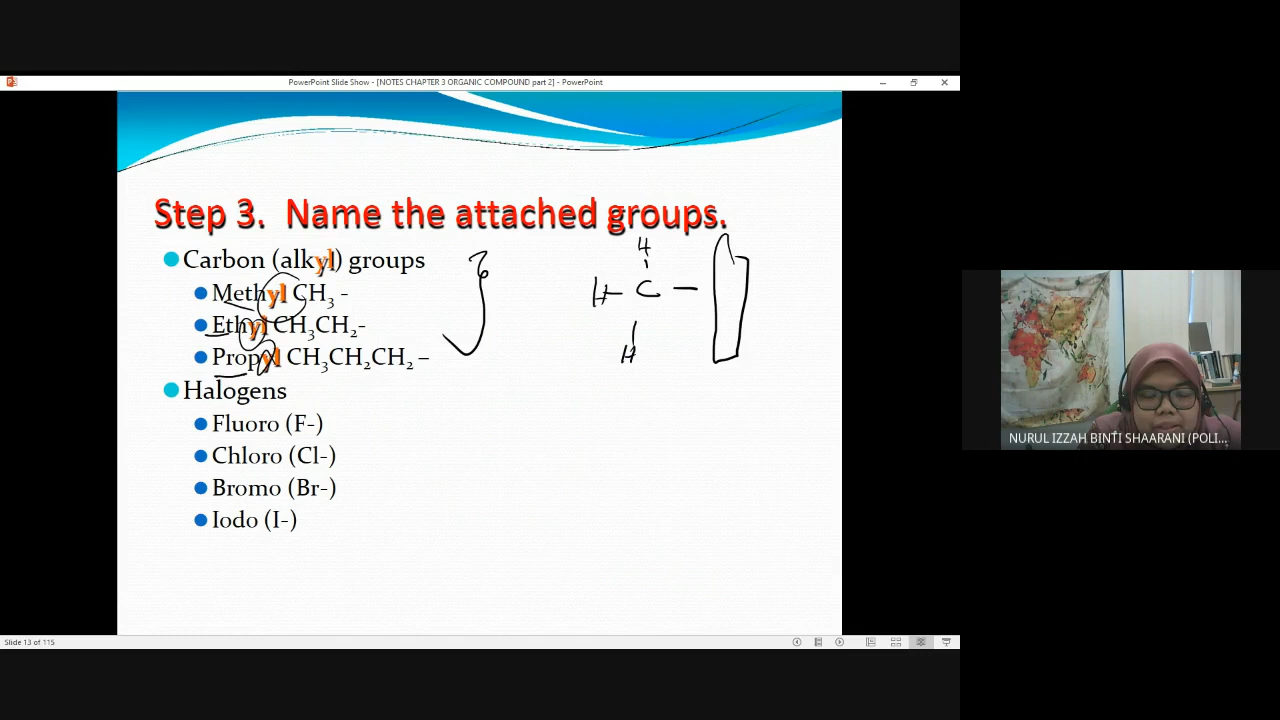 PowerPoint Slide Show - [NOTES CHAPTER 3 ORGANIC COMPOUND part 2] - PowerPoint
Step 3. Name the attached groups.
Carbon (alkyl) groups
Methyl CH₃ -
Ethyl CH₃CH₂-
Propyl CH₃CH₂CH₂ –
Halogens
Fluoro (F-)
Chloro (Cl-)
Bromo (Br-)
Iodo (I-)
H
H - C -
H
NURUL IZZAH BINTI SHAARANI (POLI...
Slide 13 of 115